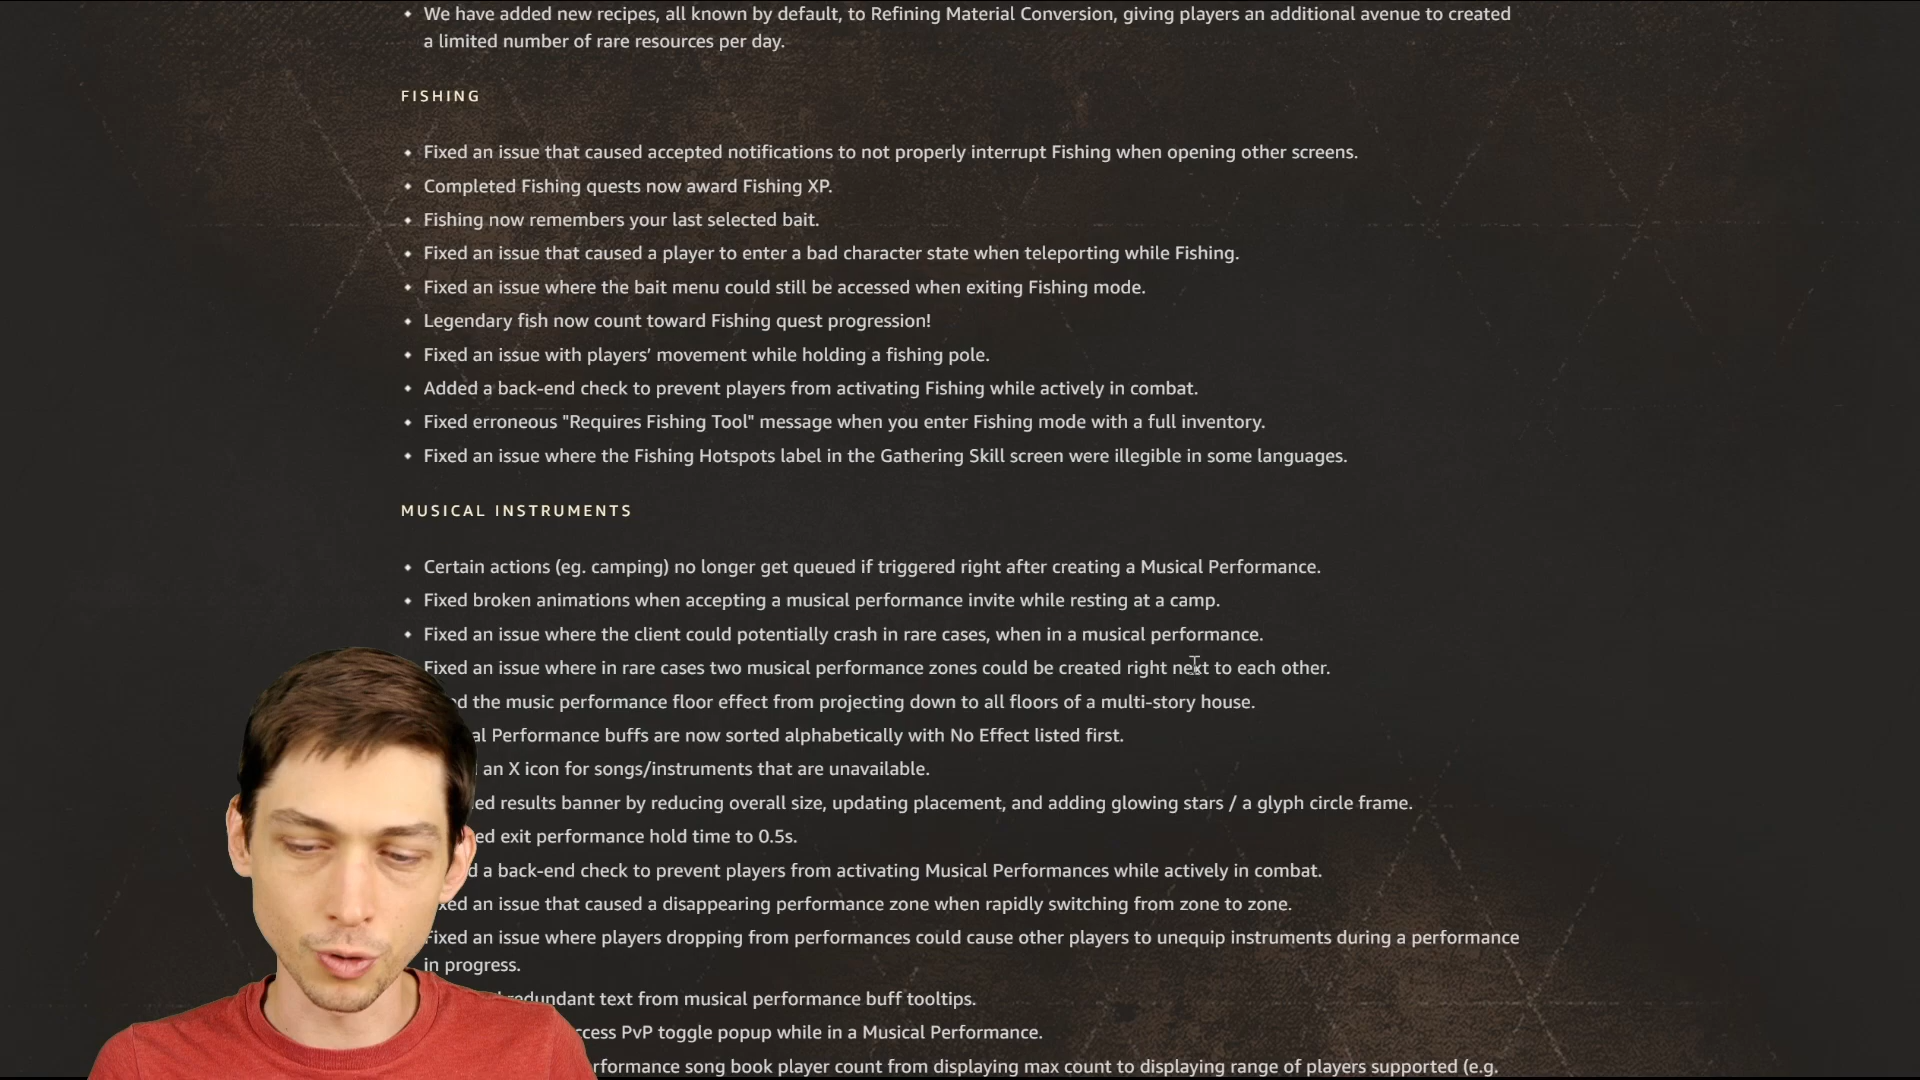 We have added new recipes, all known by default, to Refining Material Conversion, giving players an additional avenue to created
a limited number of rare resources per day.
FISHING
Fixed an issue that caused accepted notifications to not properly interrupt Fishing when opening other screens.
Completed Fishing quests now award Fishing XP.
Fishing now remembers your last selected bait.
Fixed an issue that caused a player to enter a bad character state when teleporting while Fishing.
Fixed an issue where the bait menu could still be accessed when exiting Fishing mode.
Legendary fish now count toward Fishing quest progression!
Fixed an issue with players’ movement while holding a fishing pole.
Added a back-end check to prevent players from activating Fishing while actively in combat.
Fixed erroneous "Requires Fishing Tool" message when you enter Fishing mode with a full inventory.
Fixed an issue where the Fishing Hotspots label in the Gathering Skill screen were illegible in some languages.
MUSICAL INSTRUMENTS
Certain actions (eg. camping) no longer get queued if triggered right after creating a Musical Performance.
Fixed broken animations when accepting a musical performance invite while resting at a camp.
Fixed an issue where the client could potentially crash in rare cases, when in a musical performance.
Fixed an issue where in rare cases two musical performance zones could be created right next to each other.
the music performance floor effect from projecting down to all floors of a multi-story house.
Performance buffs are now sorted alphabetically with No Effect listed first.
an X icon for songs/instruments that are unavailable.
results banner by reducing overall size, updating placement, and adding glowing stars / a glyph circle frame.
exit performance hold time to 0.5s.
a back-end check to prevent players from activating Musical Performances while actively in combat.
Fixed an issue that caused a disappearing performance zone when rapidly switching from zone to zone.
Fixed an issue where players dropping from performances could cause other players to unequip instruments during a performance
in progress.
redundant text from musical performance buff tooltips.
PvP toggle popup while in a Musical Performance.
song book player count from displaying max count to displaying range of players supported (e.g.